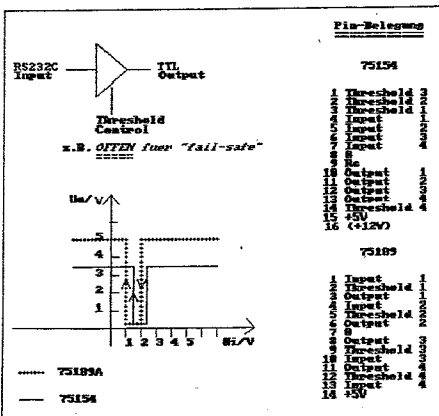 Pin-Belegung
RS232C Input
TTL Output
Threshold Control
z.B. OFFEN fuer "fail-safe"
75154
1 Threshold 3
2 Threshold 2
3 Threshold 1
4 Input 1
5 Input 2
6 Input 3
7 Input 4
8 0
9 Rc
10 Output 1
11 Output 2
12 Output 3
13 Output 4
14 Threshold 4
15 +5V
16 (+12V)
75189
1 Input 1
2 Threshold 1
3 Output 1
4 Input 2
5 Threshold 2
6 Output 2
7 0
8 Output 3
9 Threshold 3
10 Input 3
11 Output 4
12 Threshold 4
13 Input 4
14 +5V
Ua/V
5
4
3
2
1
1 2 3 4 5 Ui/V
75189A
75154